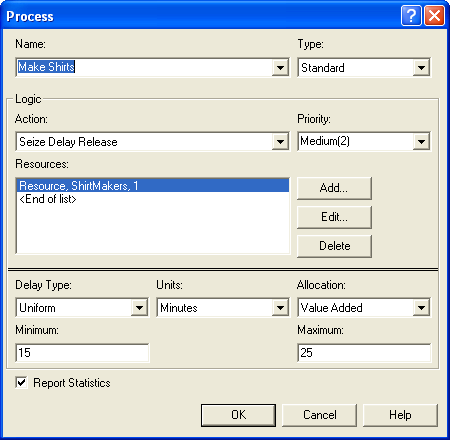 Process
Name: Type:
Make Shirts Standard
Logic
Action: Priority:
Seize Delay Release Medium(2)
Resources:
Resource, ShirtMakers, 1
<End of list>
Add...
Edit...
Delete
Delay Type: Units: Allocation:
Uniform Minutes Value Added
Minimum: Maximum:
15 25
Report Statistics
OK Cancel Help